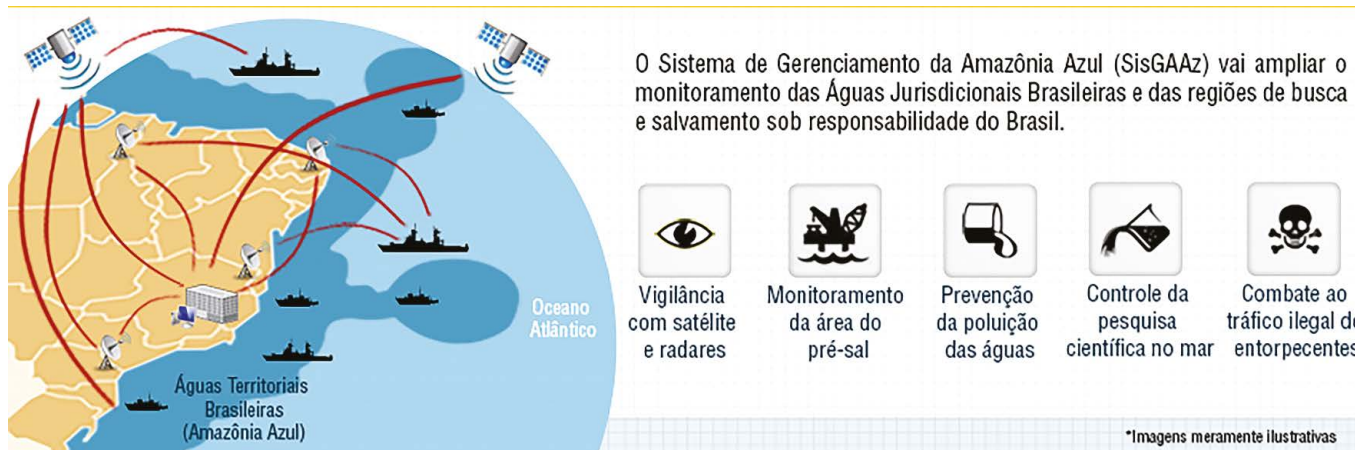 O Sistema de Gerenciamento da Amazônia Azul (SisGAAz) vai ampliar o
monitoramento das Águas Jurisdicionais Brasileiras e das regiões de busca
e salvamento sob responsabilidade do Brasil.
Vigilância
com satélite
e radares
Monitoramento
da área do
pré-sal
Prevenção
da poluição
das águas
Controle da
pesquisa
científica no mar
Combate ao
tráfico ilegal de
entorpecentes
Oceano
Atlântico
Águas Territoriais
Brasileiras
(Amazônia Azul)
*Imagens meramente ilustrativas